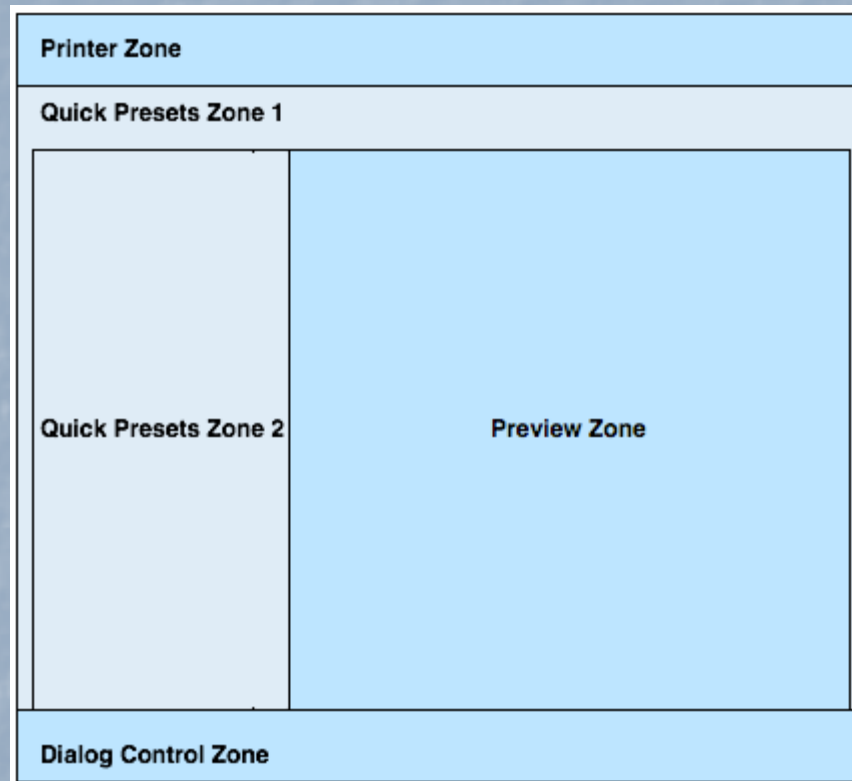 Printer Zone
Quick Presets Zone 1
Quick Presets Zone 2
Preview Zone
Dialog Control Zone